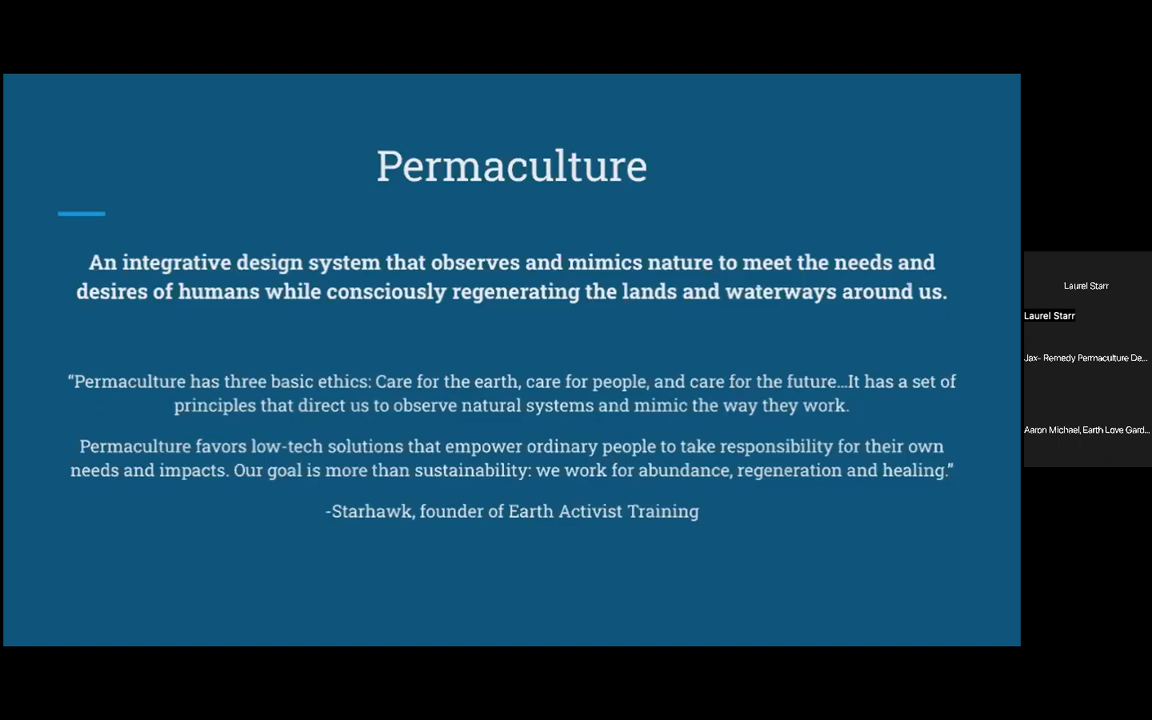 Permaculture
An integrative design system that observes and mimics nature to meet the needs and
desires of humans while consciously regenerating the lands and waterways around us.
“Permaculture has three basic ethics: Care for the earth, care for people, and care for the future...It has a set of
principles that direct us to observe natural systems and mimic the way they work.
Permaculture favors low-tech solutions that empower ordinary people to take responsibility for their own
needs and impacts. Our goal is more than sustainability: we work for abundance, regeneration and healing.”
-Starhawk, founder of Earth Activist Training
Laurel Starr
Laurel Starr
Jax- Remedy Permaculture De...
Aaron Michael, Earth Love Gard...